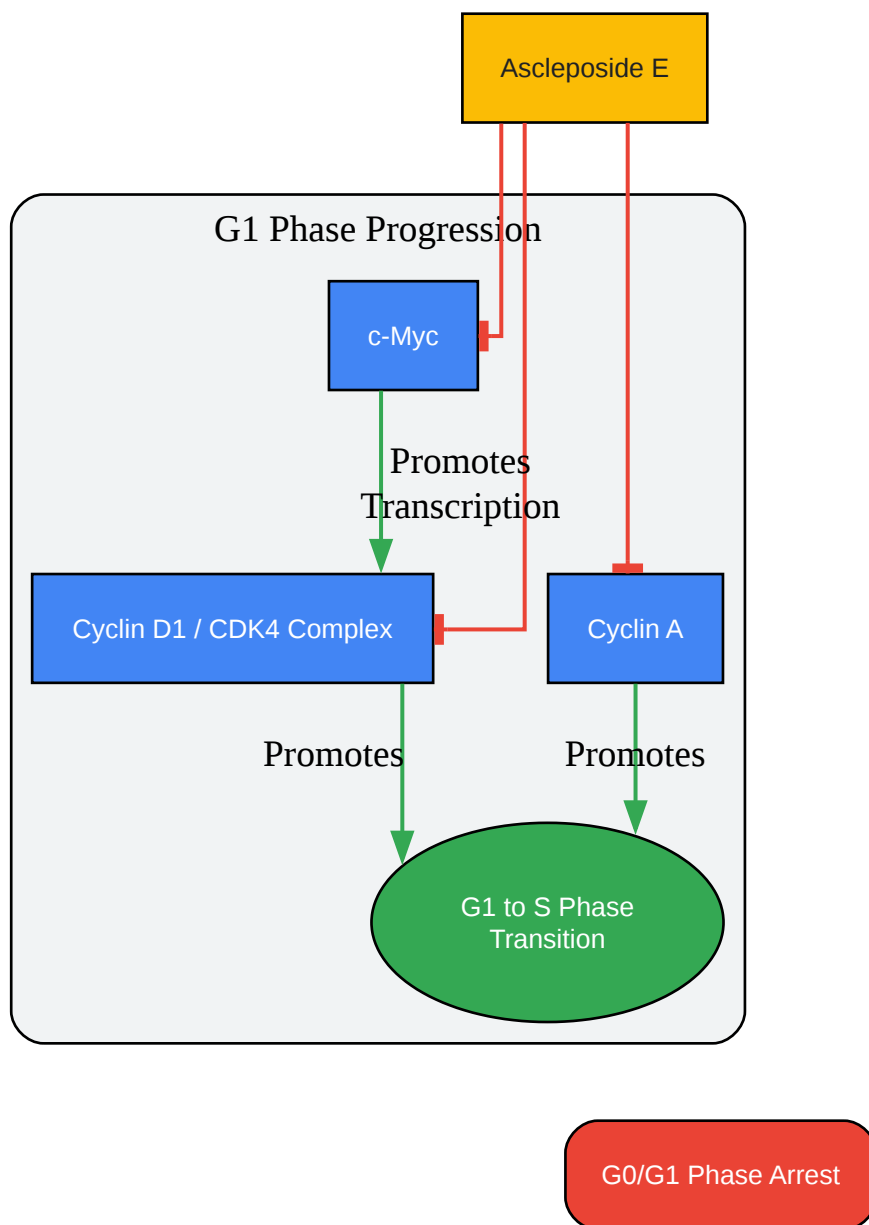 Ascleposide E
G1 Phase Progression
c-Myc
Promotes
Transcription
Cyclin D1 / CDK4 Complex
Cyclin A
Promotes
Promotes
G1 to S Phase
Transition
G0/G1 Phase Arrest